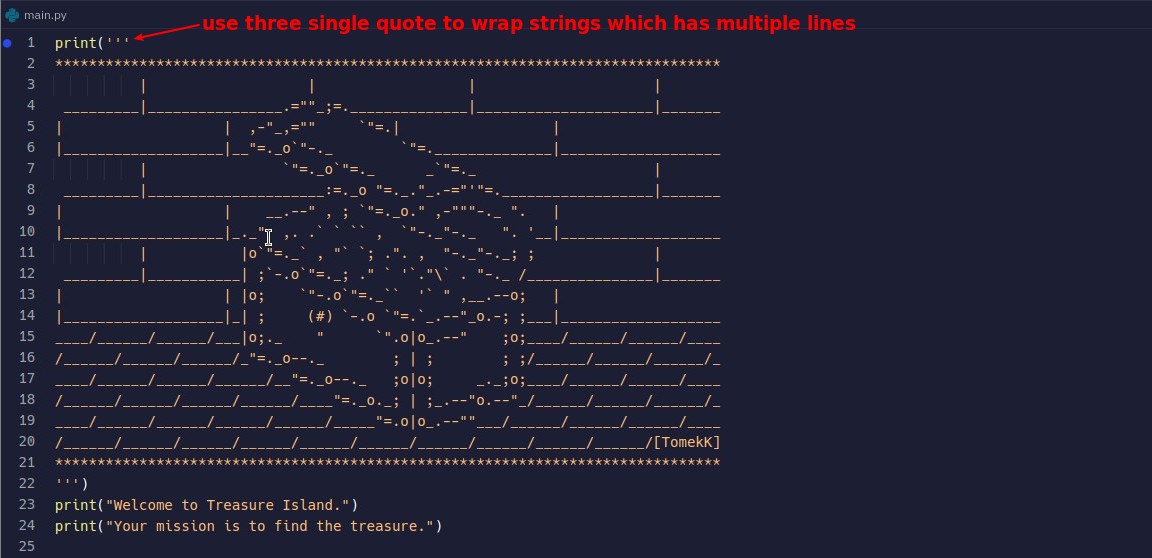 main.py
use three single quote to wrap strings which has multiple lines
1 print('''
2 *******************************************************************************
3           |                   |                  |                     |
4  _________|________________.=""_;=.______________|_____________________|_______
5 |                   |  ,-"_,=""     `"=.|                  |
6 |___________________|__"=._o`"-._        `"=.______________|___________________
7           |                `"=._o`"=._      _`"=._                     |
8  _________|_____________________:=._o "=._."_.-="'"=.__________________|_______
9 |                   |    __.--" , ; `"=._o." ,-"""-._ ".   |
10 |___________________|_._"  ,. .` ` `` ,  `"-._"-._   ". '__|___________________
11           |           |o`"=._` , "` `; .". ,  "-._"-._; ;              |
12  _________|___________| ;`-.o`"=._; ." ` '`."\` . "-._ /_______________|_______
13 |                   | |o;    `"-.o`"=._``  '` " ,__.--o;   |
14 |___________________|_| ;     (#) `-.o `"=.`_.--"_o.-; ;___|___________________
15 ____/______/______/___|o;._    "      `".o|o_.--"    ;o;____/______/______/____
16 /______/______/______/_"=._o--._        ; | ;        ; ;/______/______/______/_
17 ____/______/______/______/__"=._o--._   ;o|o;     _._;o;____/______/______/____
18 /______/______/______/______/____"=._o._; | ;_.--"o.--"_/______/______/______/_
19 ____/______/______/______/______/_____"=.o|o_.--""___/______/______/______/____
20 /______/______/______/______/______/______/______/______/______/______/[TomekK]
21 *******************************************************************************
22 ''')
23 print("Welcome to Treasure Island.")
24 print("Your mission is to find the treasure.")
25